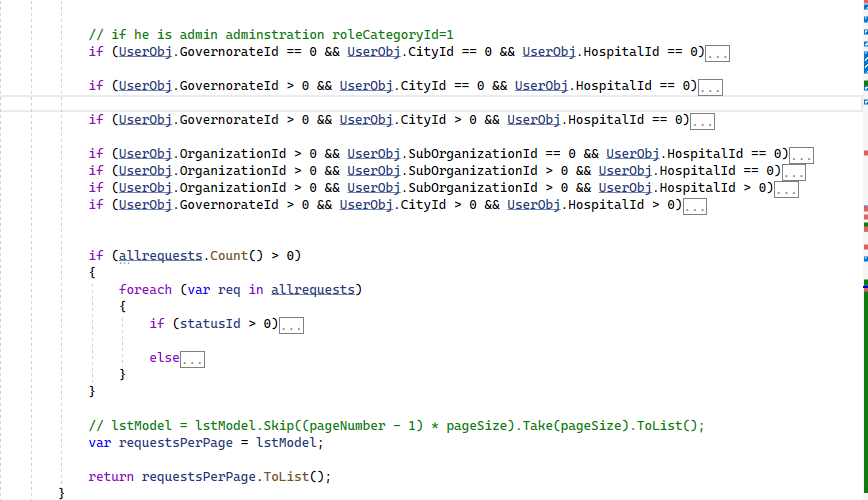 // if he is admin adminstration roleCategoryId=1
if (UserObj.GovernorateId == 0 && UserObj.CityId == 0 && UserObj.HospitalId == 0)...
if (UserObj.GovernorateId > 0 && UserObj.CityId == 0 && UserObj.HospitalId == 0)...
if (UserObj.GovernorateId > 0 && UserObj.CityId > 0 && UserObj.HospitalId == 0)...
if (UserObj.OrganizationId > 0 && UserObj.SubOrganizationId == 0 && UserObj.HospitalId == 0)...
if (UserObj.OrganizationId > 0 && UserObj.SubOrganizationId > 0 && UserObj.HospitalId == 0)...
if (UserObj.OrganizationId > 0 && UserObj.SubOrganizationId > 0 && UserObj.HospitalId > 0)...
if (UserObj.GovernorateId > 0 && UserObj.CityId > 0 && UserObj.HospitalId > 0)...
if (allrequests.Count() > 0)
{
foreach (var req in allrequests)
{
if (statusId > 0)...
else...
}
}
// lstModel = lstModel.Skip((pageNumber - 1) * pageSize).Take(pageSize).ToList();
var requestsPerPage = lstModel;
return requestsPerPage.ToList();
}